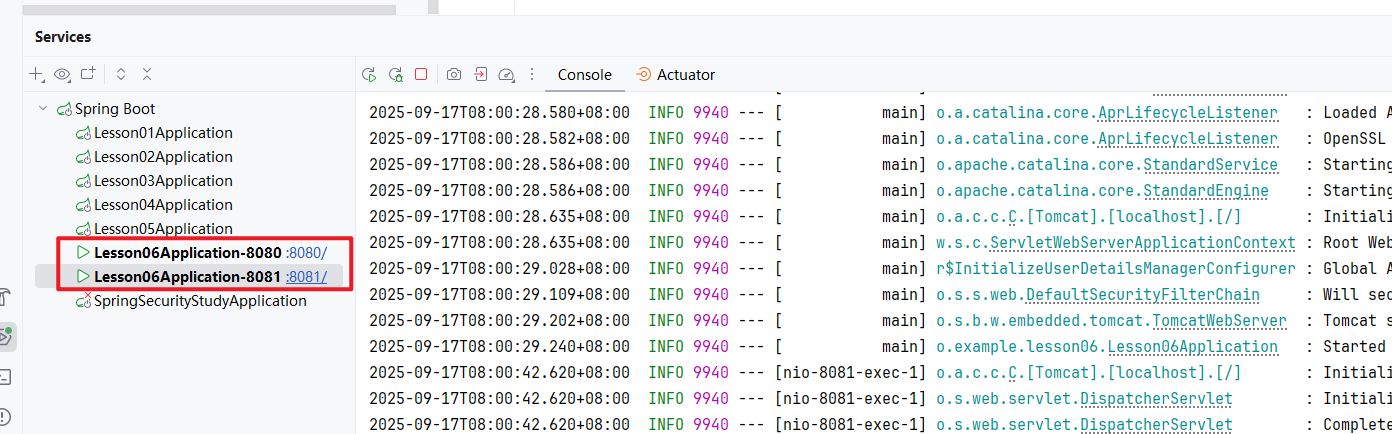 Services
Console
Actuator
Spring Boot
Lesson01Application
Lesson02Application
Lesson03Application
Lesson04Application
Lesson05Application
Lesson06Application-8080 :8080/
Lesson06Application-8081 :8081/
SpringSecurityStudyApplication
2025-09-17T08:00:28.580+08:00  INFO 9940 --- [           main] o.a.catalina.core.AprLifecycleListener   : Loaded A
2025-09-17T08:00:28.582+08:00  INFO 9940 --- [           main] o.a.catalina.core.AprLifecycleListener   : OpenSSL
2025-09-17T08:00:28.586+08:00  INFO 9940 --- [           main] o.apache.catalina.core.StandardService   : Starting
2025-09-17T08:00:28.586+08:00  INFO 9940 --- [           main] o.apache.catalina.core.StandardEngine    : Starting
2025-09-17T08:00:28.635+08:00  INFO 9940 --- [           main] o.a.c.c.C.[Tomcat].[localhost].[/]       : Initiali
2025-09-17T08:00:28.635+08:00  INFO 9940 --- [           main] w.s.c.ServletWebServerApplicationContext : Root Web
2025-09-17T08:00:29.028+08:00  INFO 9940 --- [           main] r$InitializeUserDetailsManagerConfigurer : Global A
2025-09-17T08:00:29.109+08:00  INFO 9940 --- [           main] o.s.s.web.DefaultSecurityFilterChain     : Will sec
2025-09-17T08:00:29.202+08:00  INFO 9940 --- [           main] o.s.b.w.embedded.tomcat.TomcatWebServer  : Tomcat s
2025-09-17T08:00:29.240+08:00  INFO 9940 --- [           main] o.example.lesson06.Lesson06Application   : Started
2025-09-17T08:00:42.620+08:00  INFO 9940 --- [nio-8081-exec-1] o.a.c.c.C.[Tomcat].[localhost].[/]       : Initiali
2025-09-17T08:00:42.620+08:00  INFO 9940 --- [nio-8081-exec-1] o.s.web.servlet.DispatcherServlet        : Initiali
2025-09-17T08:00:42.620+08:00  INFO 9940 --- [nio-8081-exec-1] o.s.web.servlet.DispatcherServlet        : Complete